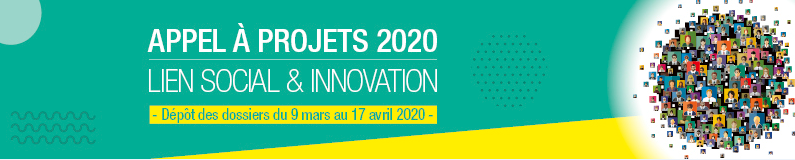 APPEL À PROJETS 2020
LIEN SOCIAL & INNOVATION
- Dépôt des dossiers du 9 mars au 17 avril 2020 -